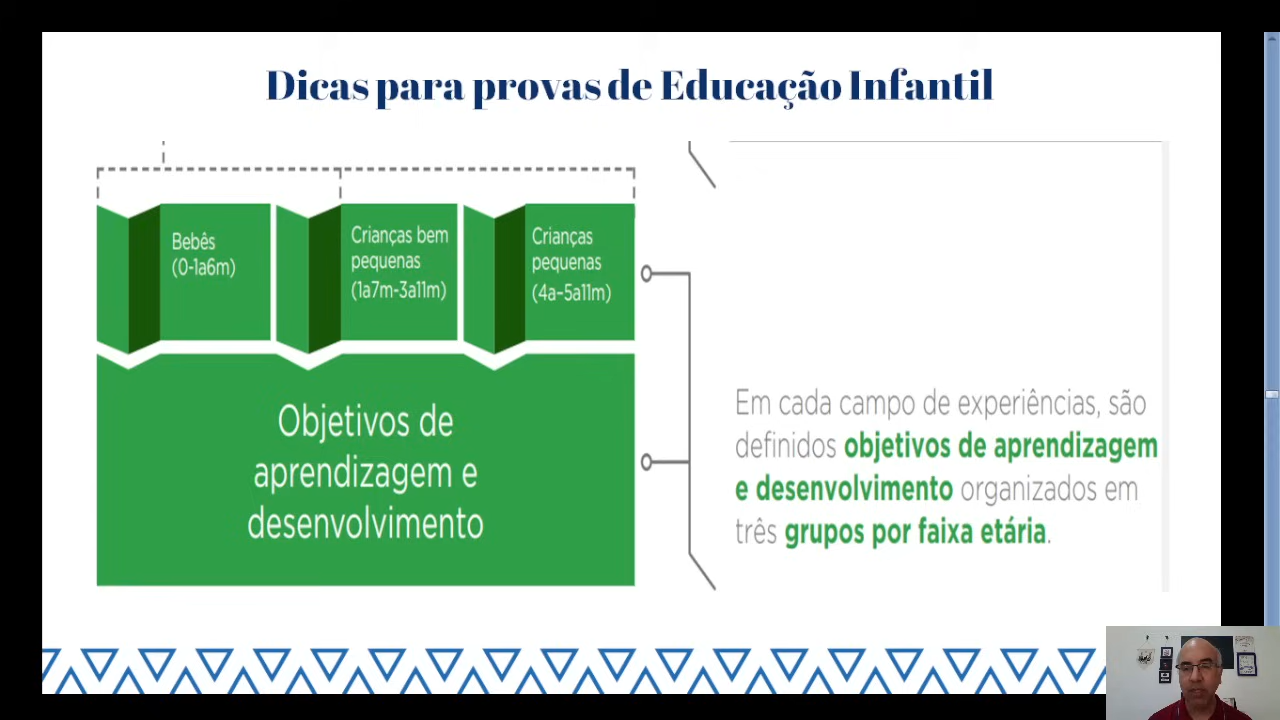 Dicas para provas de Educação Infantil
Bebês
(0-1a6m)
Crianças bem
pequenas
(1a7m-3a11m)
Crianças
pequenas
(4a-5a11m)
Objetivos de
aprendizagem e
desenvolvimento
Em cada campo de experiências, são
definidos objetivos de aprendizagem
e desenvolvimento organizados em
três grupos por faixa etária.